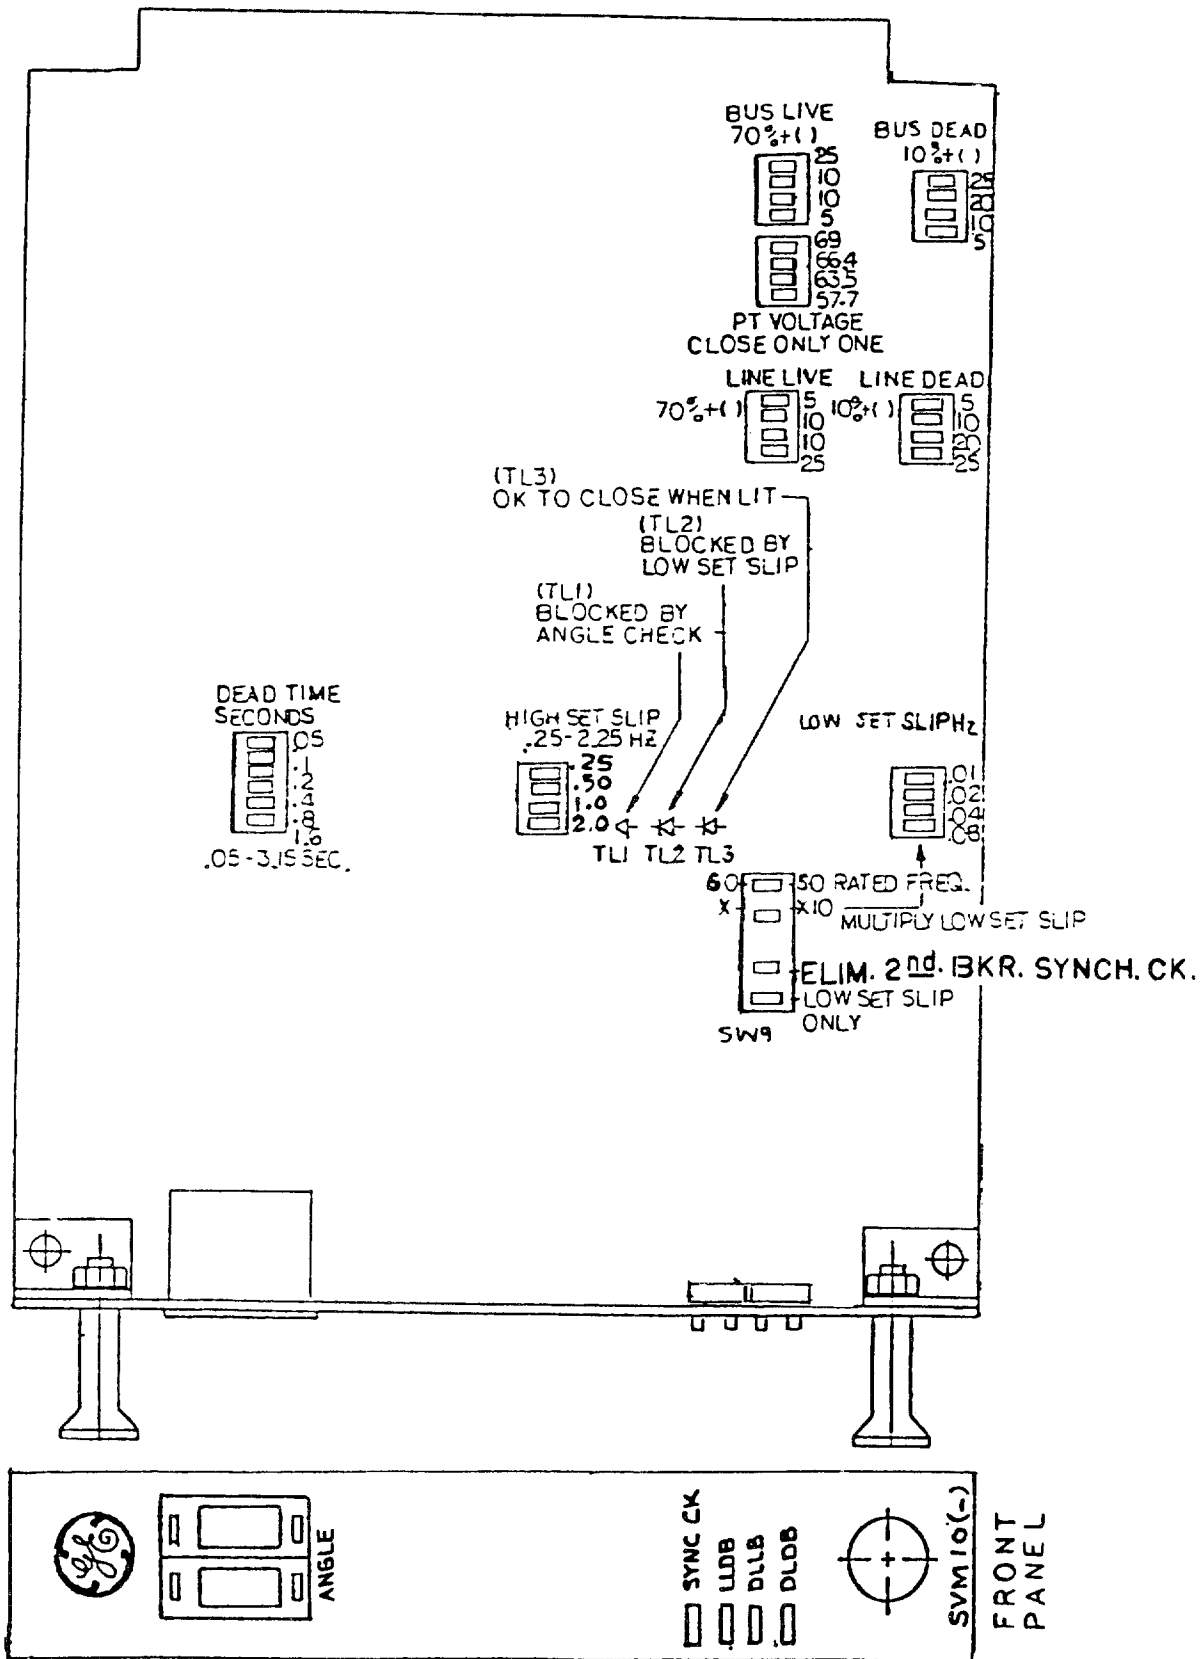 BUS LIVE
70%+( )
25
10
10
5
BUS DEAD
10%+( )
25
20
10
5
69
66.4
63.5
57.7
PT VOLTAGE
CLOSE ONLY ONE
LINE LIVE
70%+( )
5
10
10
25
LINE DEAD
10%+( )
5
10
20
25
(TL3)
OK TO CLOSE WHEN LIT
(TL2)
BLOCKED BY
LOW SET SLIP
(TL1)
BLOCKED BY
ANGLE CHECK
DEAD TIME
SECONDS
.05
.1
.2
.4
.8
1.6
.05-3.15 SEC.
HIGH SET SLIP
.25-2.25 HZ
.25
.50
1.0
2.0
TL1 TL2 TL3
LOW SET SLIP Hz
.01
.02
.04
.08
60 50 RATED FREQ.
X X10
MULTIPLY LOW SET SLIP
ELIM. 2nd. BKR. SYNCH. CK.
LOW SET SLIP
ONLY
SW9
GE
ANGLE
SYNC CK
LLDB
DLLB
DLDB
SVM10(-)
FRONT
PANEL